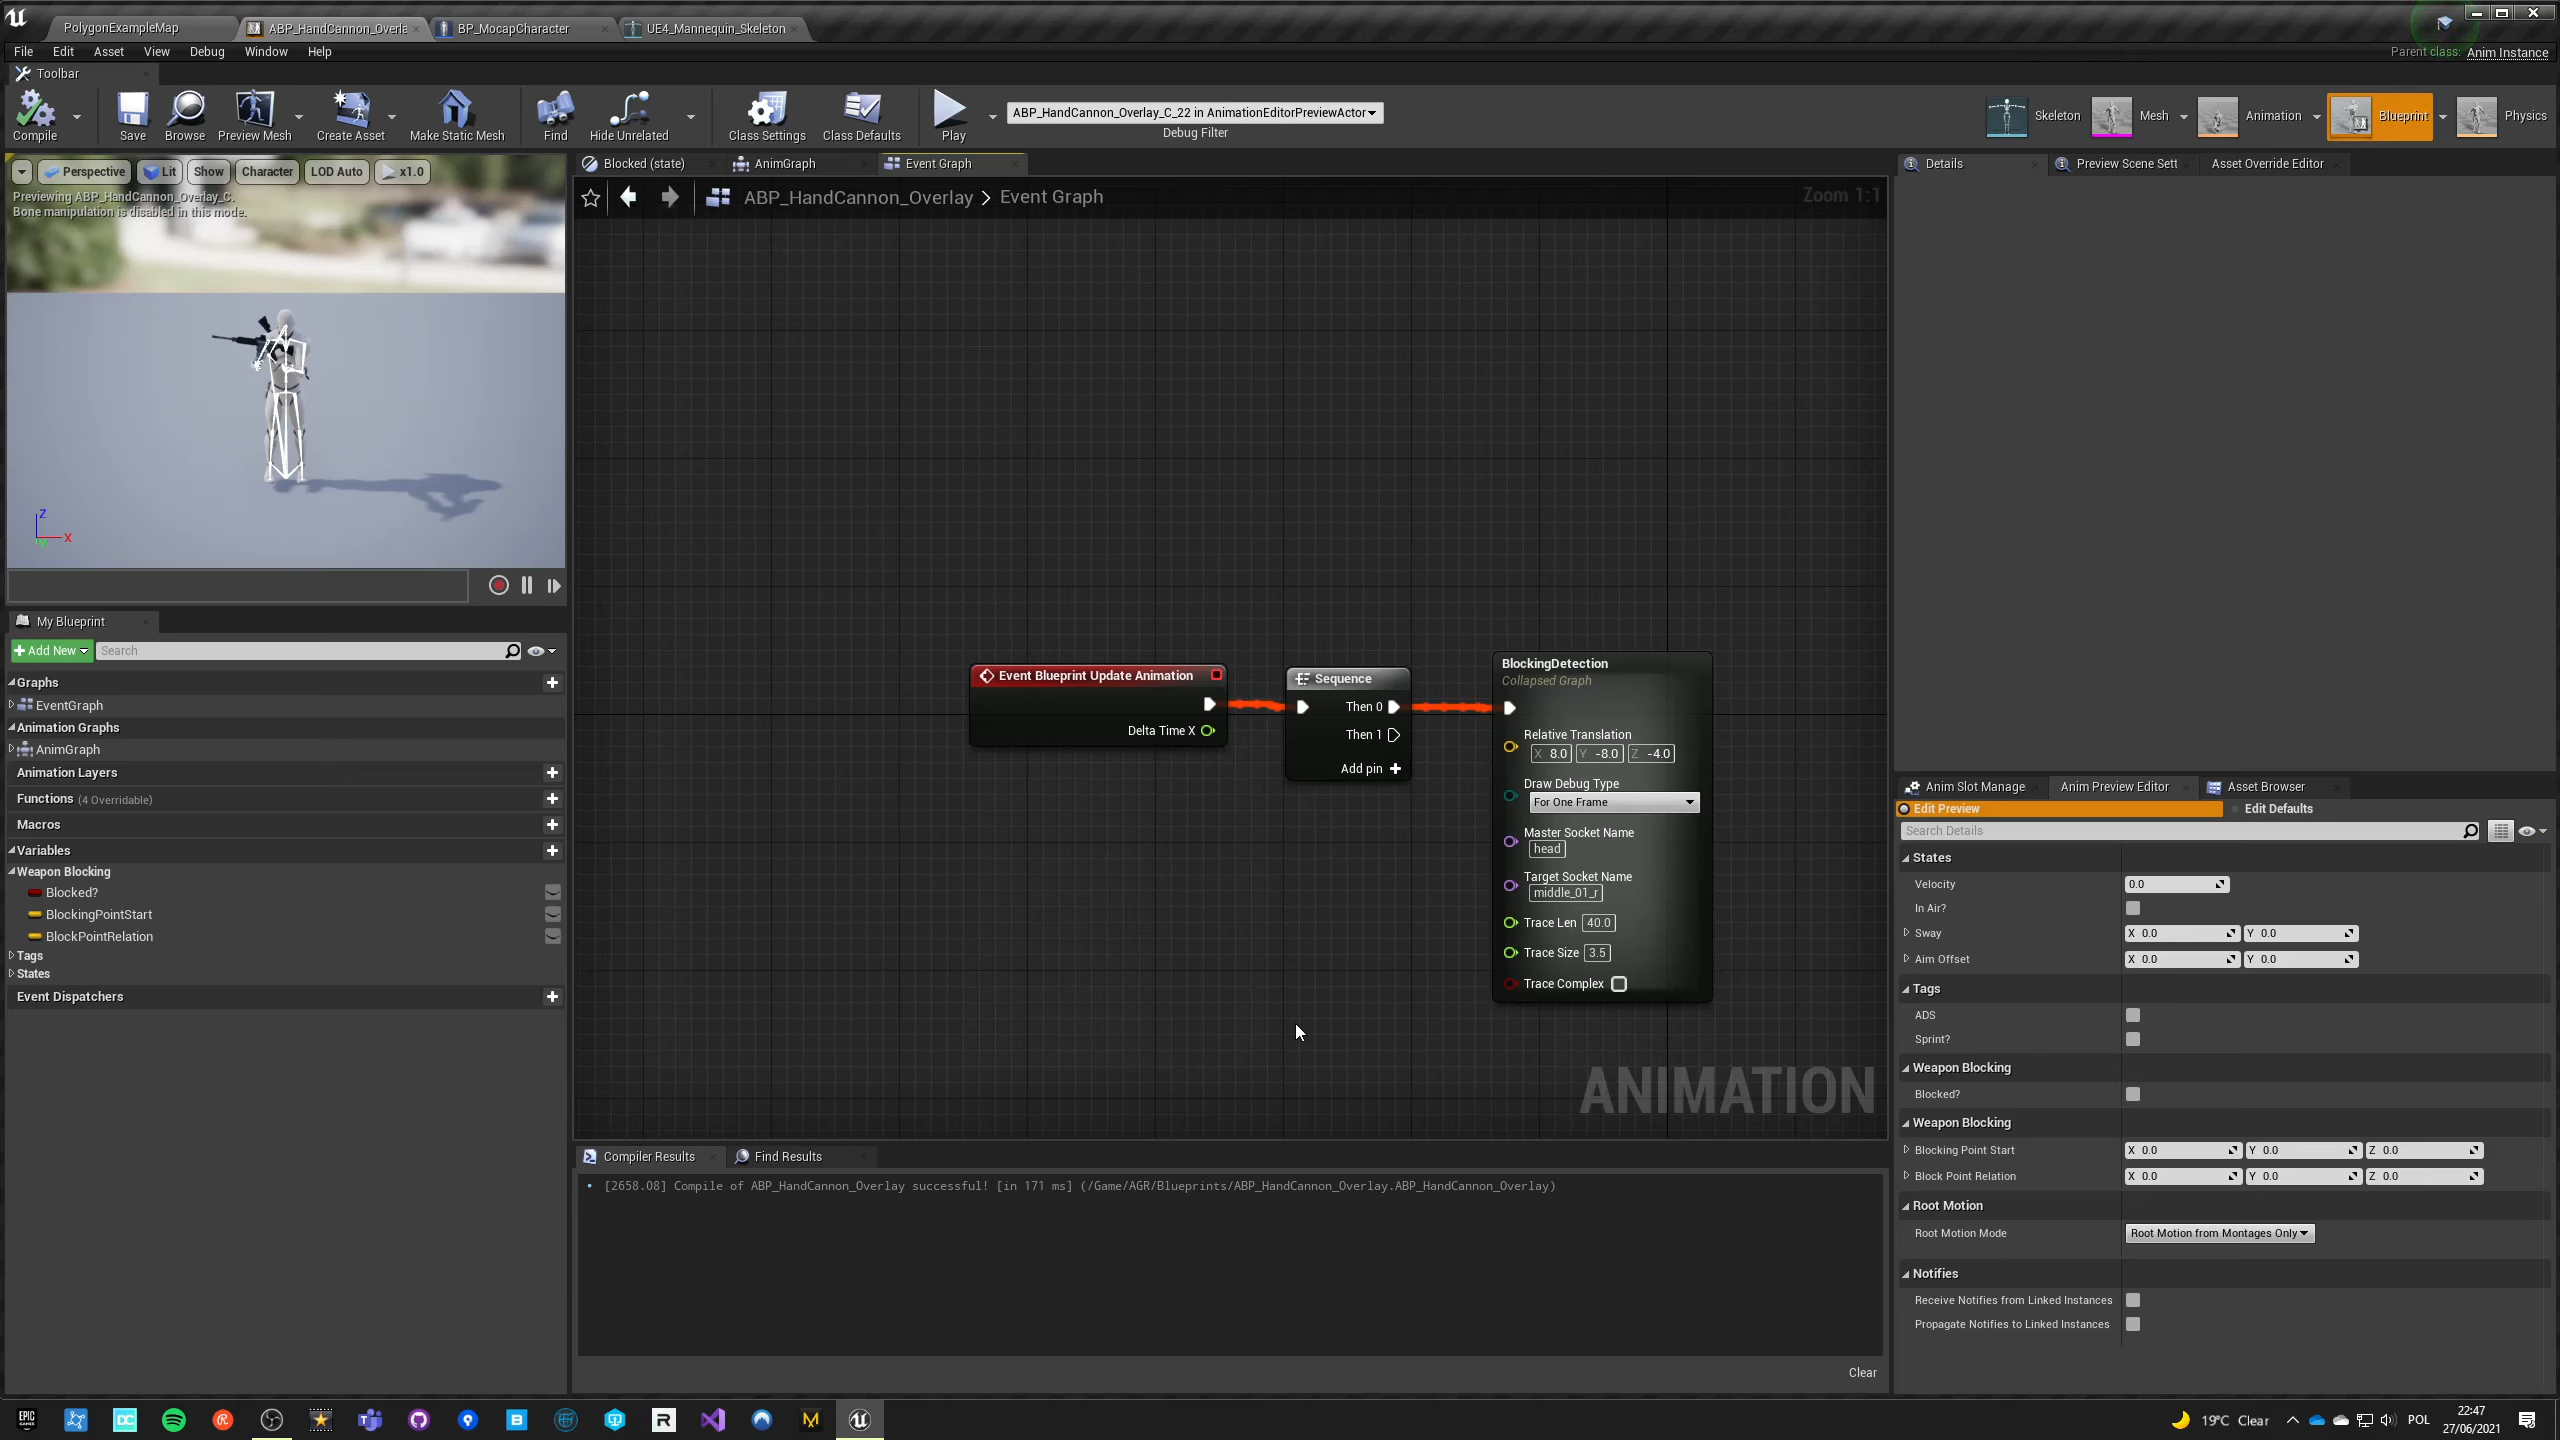 PolygonExampleMap
ABP_HandCannon_Overla
BP_MocapCharacter
UE4_Mannequin_Skeleton
File Edit Asset View Debug Window Help
Parent class: Anim Instance
Toolbar
Compile
Save
Browse
Preview Mesh
Create Asset
Make Static Mesh
Find
Hide Unrelated
Class Settings
Class Defaults
Play
ABP_HandCannon_Overlay_C_22 in AnimationEditorPreviewActor
Debug Filter
Skeleton
Mesh
Animation
Blueprint
Physics
Perspective
Lit
Show
Character
LOD Auto
x1.0
Previewing ABP_HandCannon_Overlay_C.
Bone manipulation is disabled in this mode.
Z
X
Y
Blocked (state)
AnimGraph
Event Graph
ABP_HandCannon_Overlay > Event Graph
Zoom 1:1
Event Blueprint Update Animation
Delta Time X
Sequence
Then 0
Then 1
Add pin
BlockingDetection
Collapsed Graph
Relative Translation
X 8.0 Y -8.0 Z -4.0
Draw Debug Type
For One Frame
Master Socket Name
head
Target Socket Name
middle_01_r
Trace Len 40.0
Trace Size 3.5
Trace Complex
ANIMATION
My Blueprint
Add New
Search
Graphs
EventGraph
Animation Graphs
AnimGraph
Animation Layers
Functions (4 Overridable)
Macros
Variables
Weapon Blocking
Blocked?
BlockingPointStart
BlockPointRelation
Tags
States
Event Dispatchers
Compiler Results
Find Results
[2658.08] Compile of ABP_HandCannon_Overlay successful! [in 171 ms] (/Game/AGR/Blueprints/ABP_HandCannon_Overlay.ABP_HandCannon_Overlay)
Clear
Details
Preview Scene Sett
Asset Override Editor
Anim Slot Manage
Anim Preview Editor
Asset Browser
Edit Preview
Edit Defaults
Search Details
States
Velocity 0.0
In Air?
Sway X 0.0 Y 0.0
Aim Offset X 0.0 Y 0.0
Tags
ADS
Sprint?
Weapon Blocking
Blocked?
Weapon Blocking
Blocking Point Start X 0.0 Y 0.0 Z 0.0
Block Point Relation X 0.0 Y 0.0 Z 0.0
Root Motion
Root Motion Mode Root Motion from Montages Only
Notifies
Receive Notifies from Linked Instances
Propagate Notifies to Linked Instances
EPIC
GAMES
DC
B
R
M
19°C Clear
POL
22:47
27/06/2021